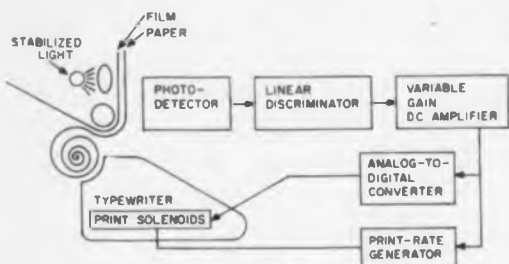 FILM
PAPER
STABILIZED
LIGHT
PHOTO-
DETECTOR
LINEAR
DISCRIMINATOR
VARIABLE
GAIN
DC AMPLIFIER
ANALOG-TO-
DIGITAL
CONVERTER
TYPEWRITER
PRINT SOLENOIDS
PRINT-RATE
GENERATOR